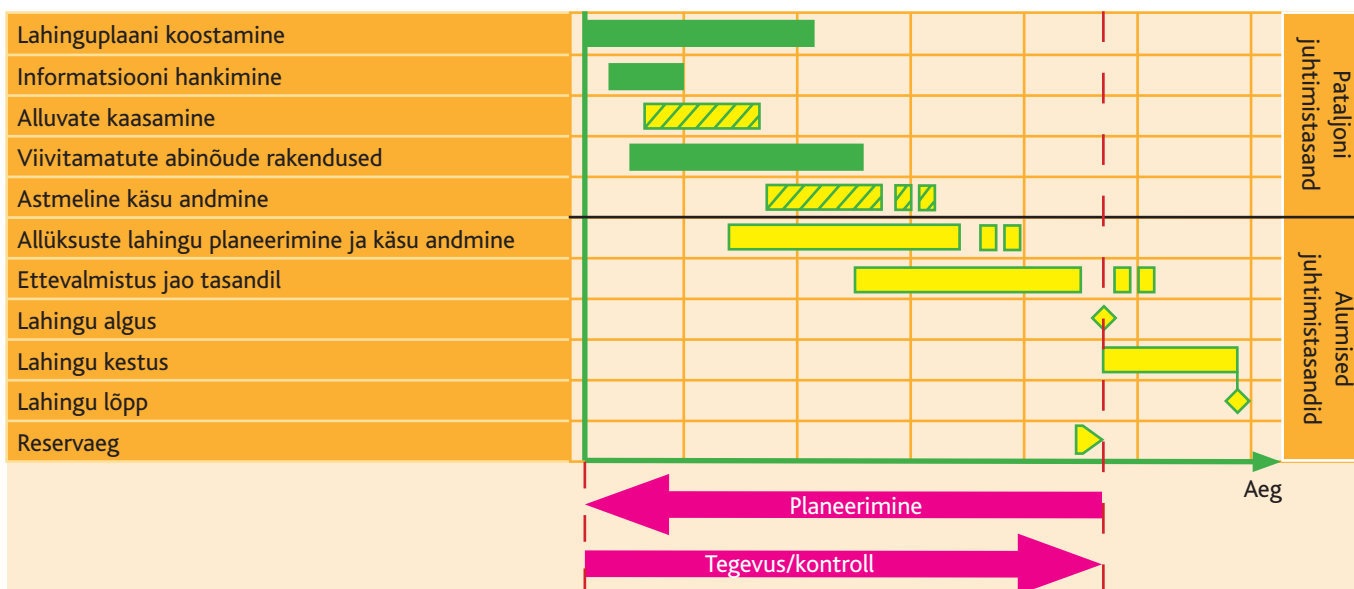 Lahinguplaani koostamine
Informatsiooni hankimine
Alluvate kaasamine
Viivitamatute abinõude rakendused
Astmeline käsu andmine
Allüksuste lahingu planeerimine ja käsu andmine
Ettevalmistus jao tasandil
Lahingu algus
Lahingu kestus
Lahingu lõpp
Reservaeg
Pataljoni
juhtimistasand
Alumised
juhtimistasandid
Aeg
Planeerimine
Tegevus/kontroll